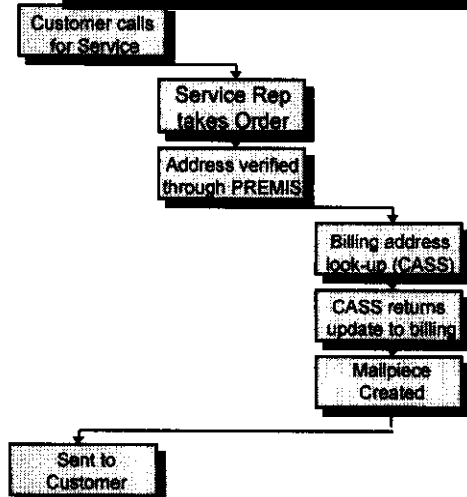 Customer calls
for Service
Service Rep
takes Order
Address verified
through PREMIS
Billing address
look-up (CASS)
CASS returns
update to billing
Mailpiece
Created
Sent to
Customer